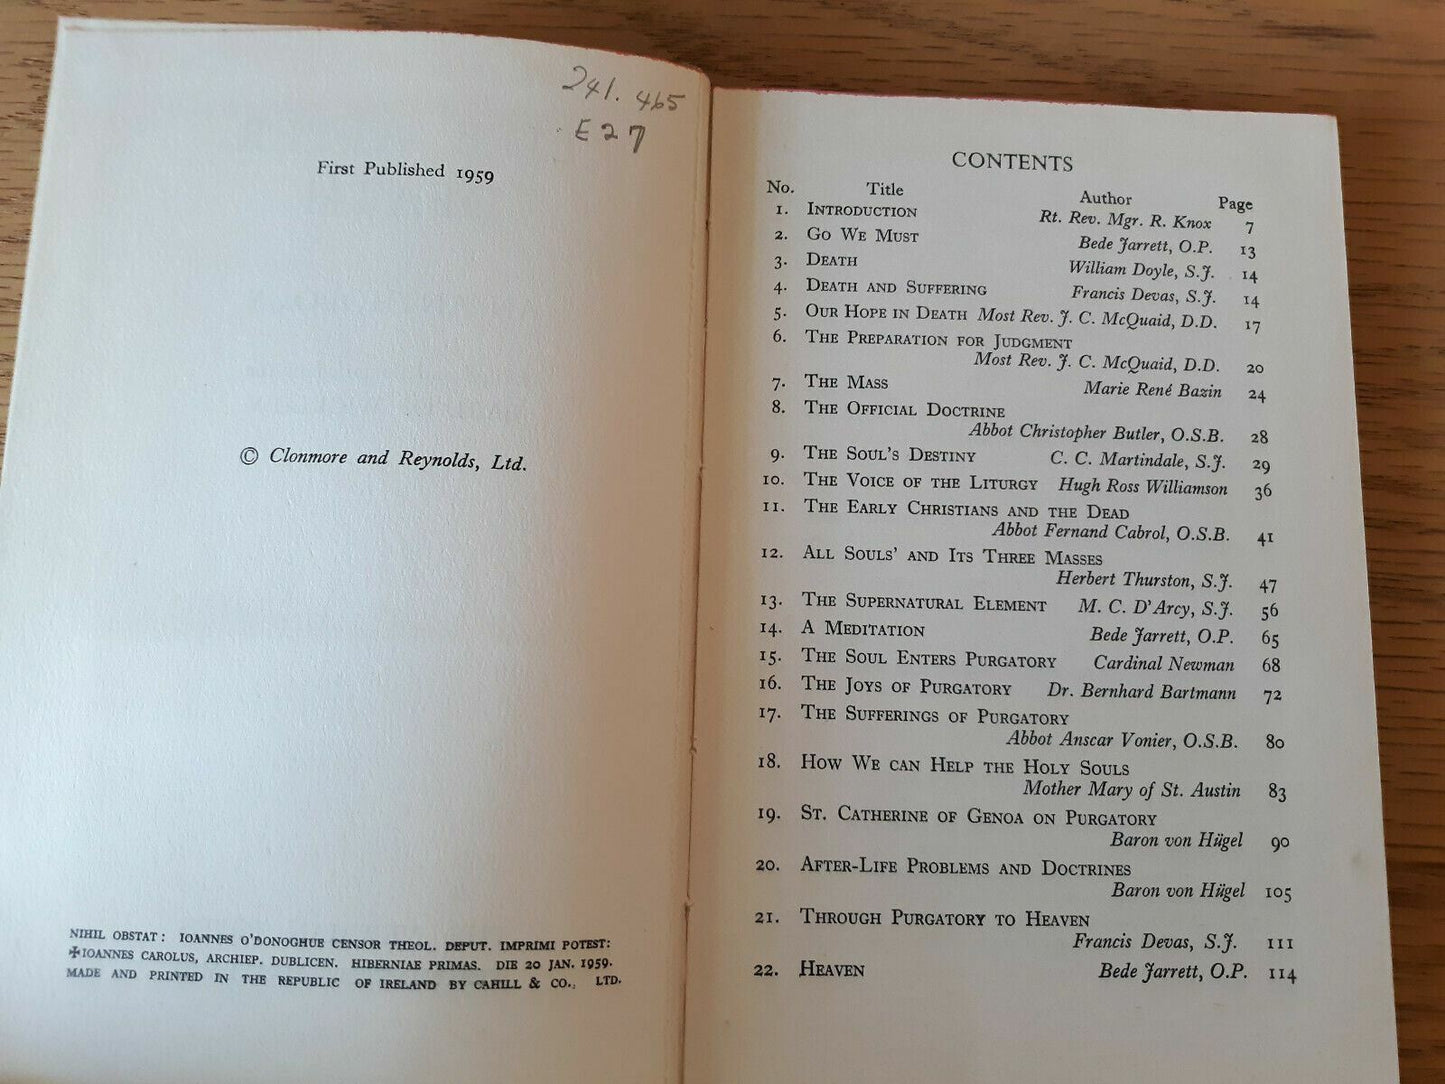 241. 465
E 27
First Published 1959
© Clonmore and Reynolds, Ltd.
NIHIL OBSTAT: IOANNES O'DONOGHUE CENSOR THEOL. DEPUT. IMPRIMI POTEST:
✠IOANNES CAROLUS, ARCHIEP. DUBLICEN. HIBERNIAE PRIMAS. DIE 20 JAN. 1959.
MADE AND PRINTED IN THE REPUBLIC OF IRELAND BY CAHILL & CO., LTD.
CONTENTS
No. Title Author Page
1. INTRODUCTION Rt. Rev. Mgr. R. Knox 7
2. GO WE MUST Bede Jarrett, O.P. 13
3. DEATH William Doyle, S.J. 14
4. DEATH AND SUFFERING Francis Devas, S.J. 14
5. OUR HOPE IN DEATH Most Rev. J. C. McQuaid, D.D. 17
6. THE PREPARATION FOR JUDGMENT
Most Rev. J. C. McQuaid, D.D. 20
7. THE MASS Marie René Bazin 24
8. THE OFFICIAL DOCTRINE
Abbot Christopher Butler, O.S.B. 28
9. THE SOUL'S DESTINY C. C. Martindale, S.J. 29
10. THE VOICE OF THE LITURGY Hugh Ross Williamson 36
11. THE EARLY CHRISTIANS AND THE DEAD
Abbot Fernand Cabrol, O.S.B. 41
12. ALL SOULS' AND ITS THREE MASSES
Herbert Thurston, S.J. 47
13. THE SUPERNATURAL ELEMENT M. C. D'Arcy, S.J. 56
14. A MEDITATION Bede Jarrett, O.P. 65
15. THE SOUL ENTERS PURGATORY Cardinal Newman 68
16. THE JOYS OF PURGATORY Dr. Bernhard Bartmann 72
17. THE SUFFERINGS OF PURGATORY
Abbot Anscar Vonier, O.S.B. 80
18. HOW WE CAN HELP THE HOLY SOULS
Mother Mary of St. Austin 83
19. ST. CATHERINE OF GENOA ON PURGATORY
Baron von Hügel 90
20. AFTER-LIFE PROBLEMS AND DOCTRINES
Baron von Hügel 105
21. THROUGH PURGATORY TO HEAVEN
Francis Devas, S.J. 111
22. HEAVEN Bede Jarrett, O.P. 114